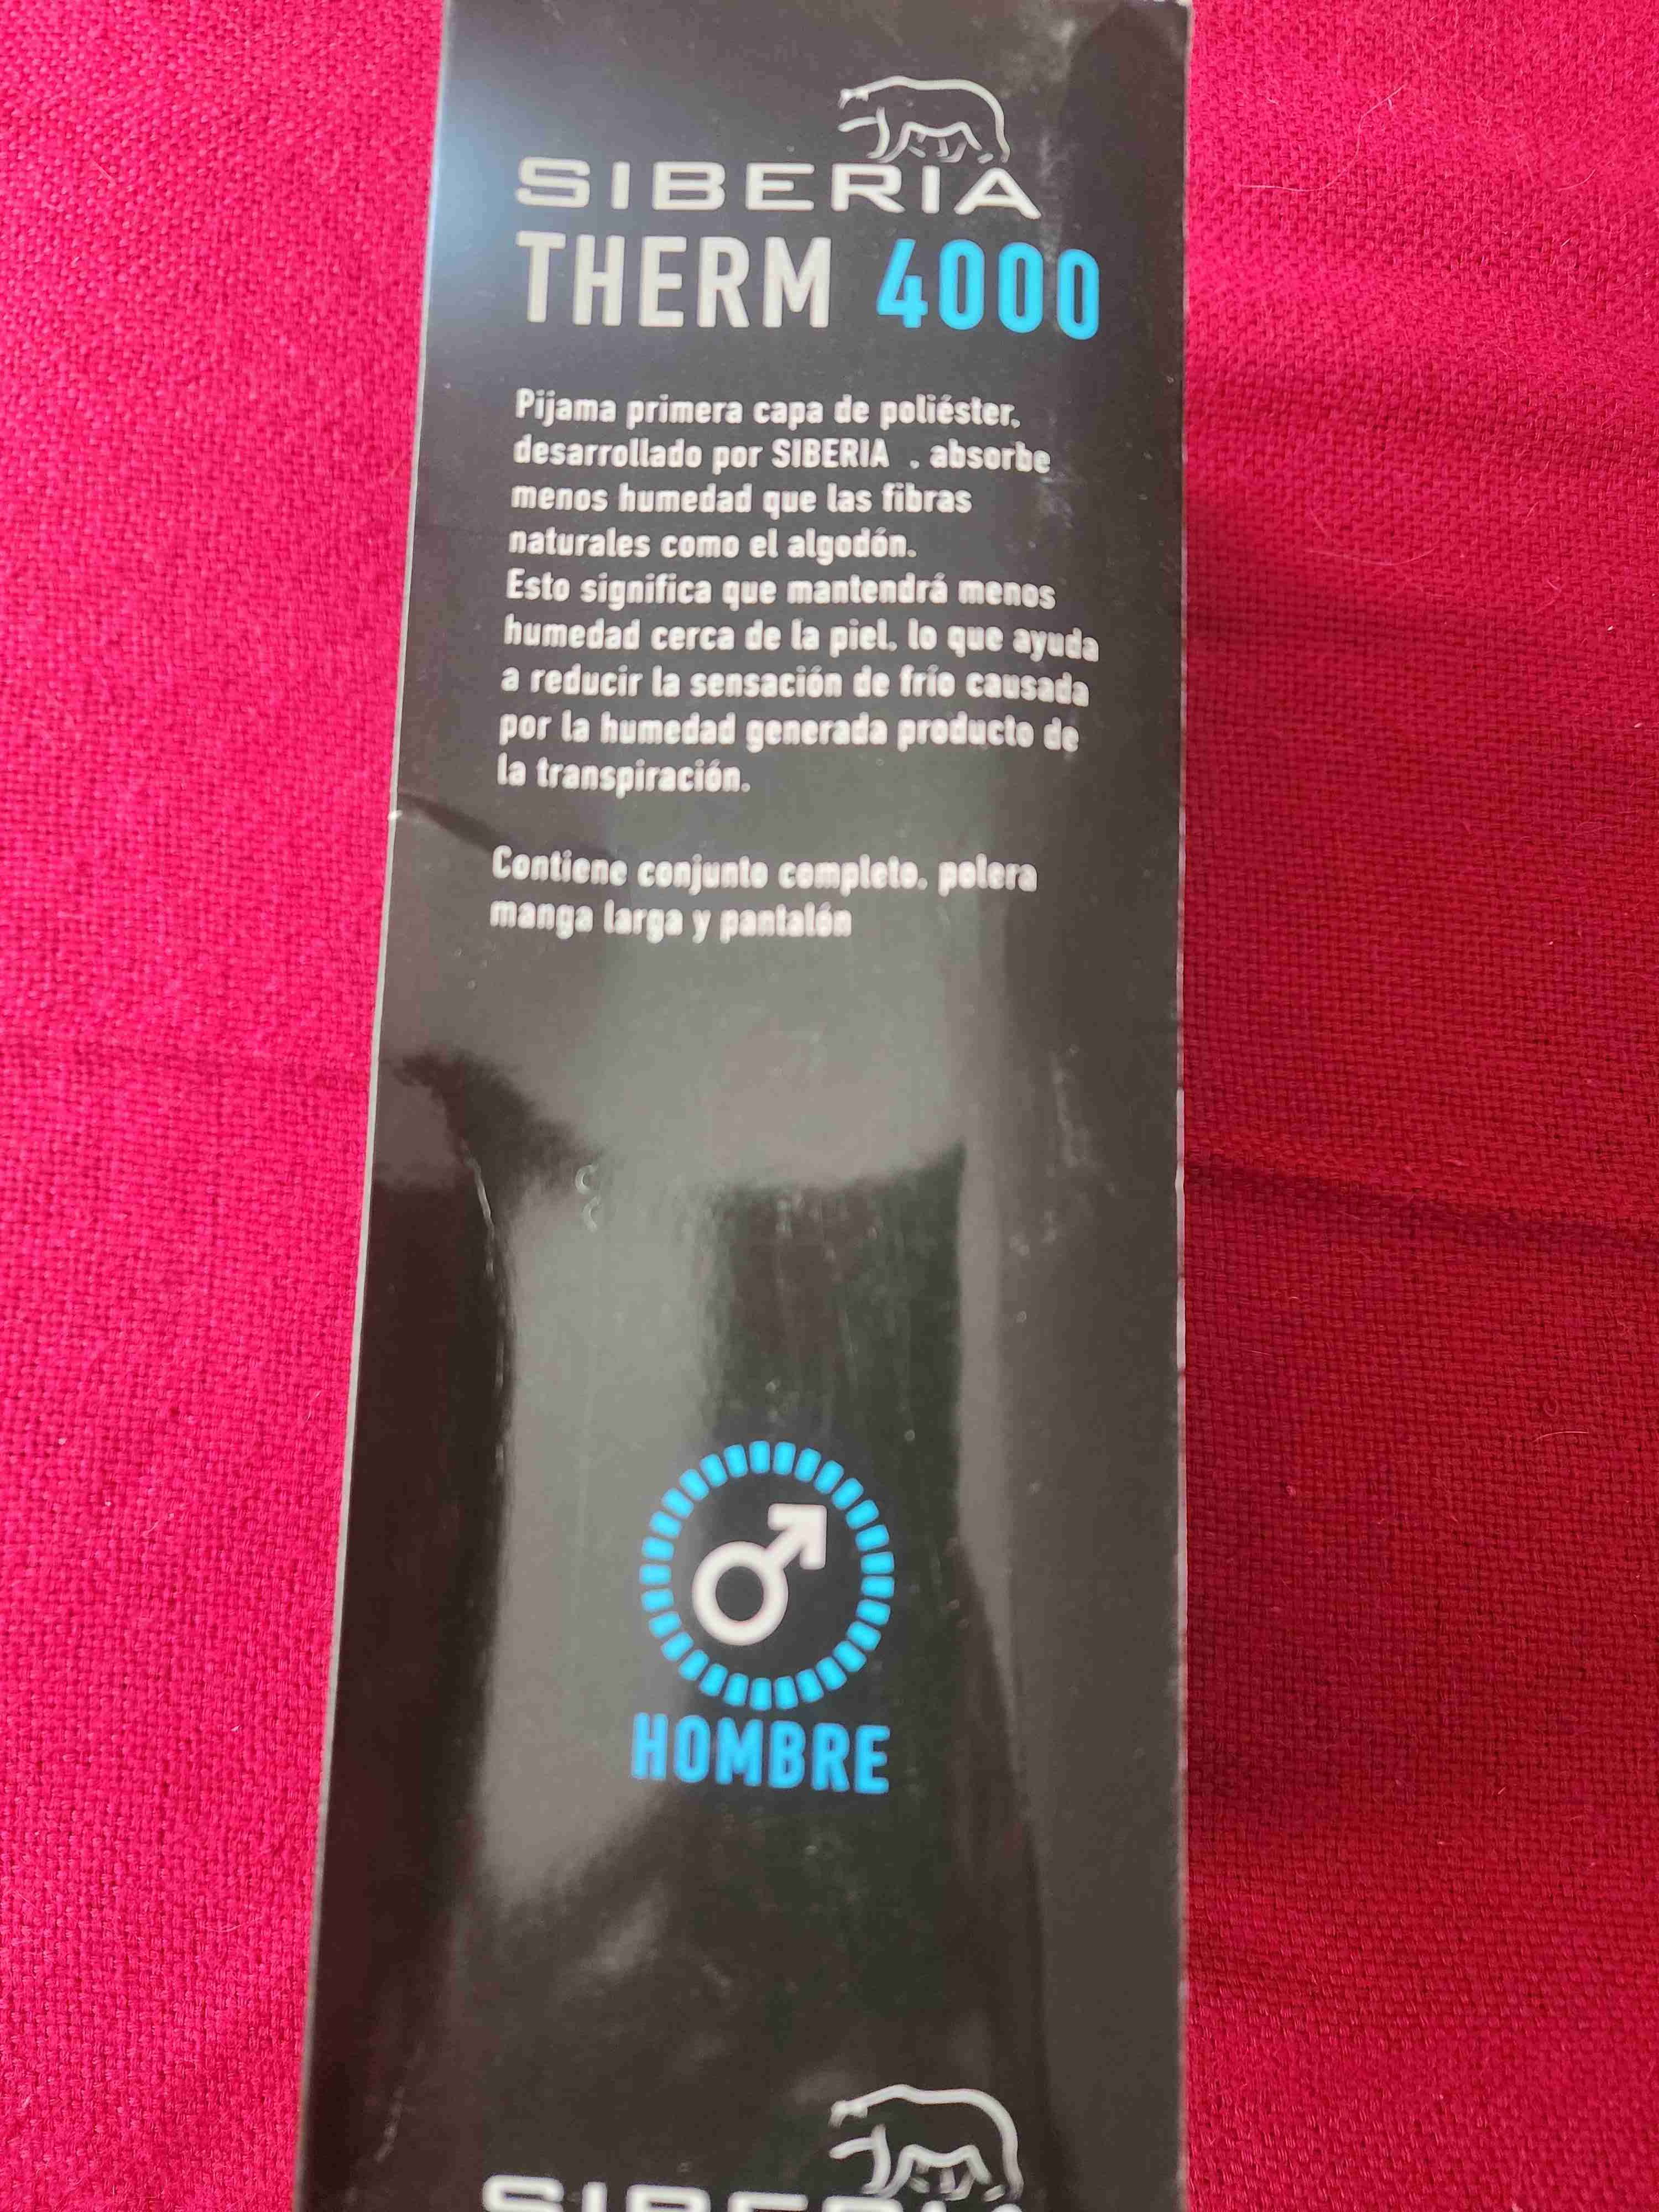 SIBERIA
THERM 4000
Pijama primera capa de poliéster,
desarrollado por SIBERIA , absorbe
menos humedad que las fibras
naturales como el algodón.
Esto significa que mantendrá menos
humedad cerca de la piel, lo que ayuda
a reducir la sensación de frío causada
por la humedad generada producto de
la transpiración.
Contiene conjunto completo, polera
manga larga y pantalón
HOMBRE
SIBERIA